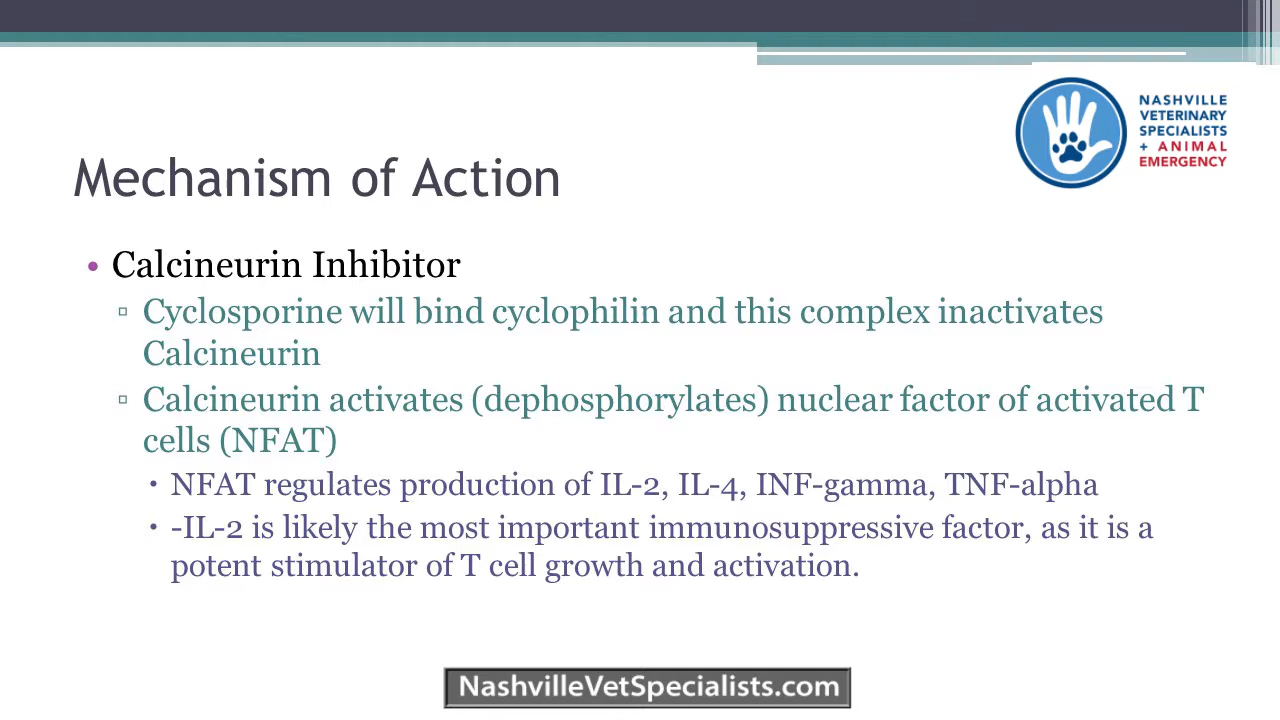 NASHVILLE
VETERINARY
SPECIALISTS
+ ANIMAL
EMERGENCY
Mechanism of Action
• Calcineurin Inhibitor
▫ Cyclosporine will bind cyclophilin and this complex inactivates
Calcineurin
▫ Calcineurin activates (dephosphorylates) nuclear factor of activated T
cells (NFAT)
▪ NFAT regulates production of IL-2, IL-4, INF-gamma, TNF-alpha
▪ -IL-2 is likely the most important immunosuppressive factor, as it is a
potent stimulator of T cell growth and activation.
NashvilleVetSpecialists.com